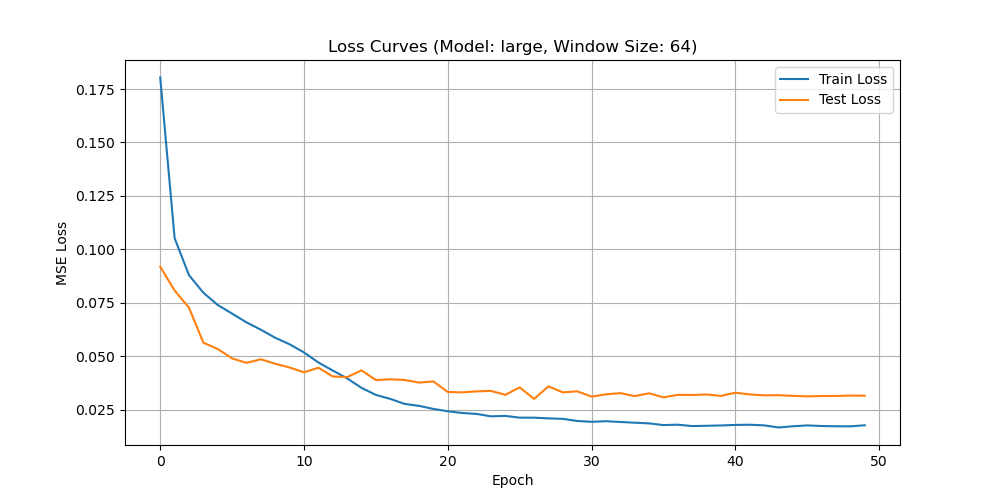 Loss Curves (Model: large, Window Size: 64)
Train Loss
Test Loss
MSE Loss
0.175
0.150
0.125
0.100
0.075
0.050
0.025
0 10 20 30 40 50
Epoch